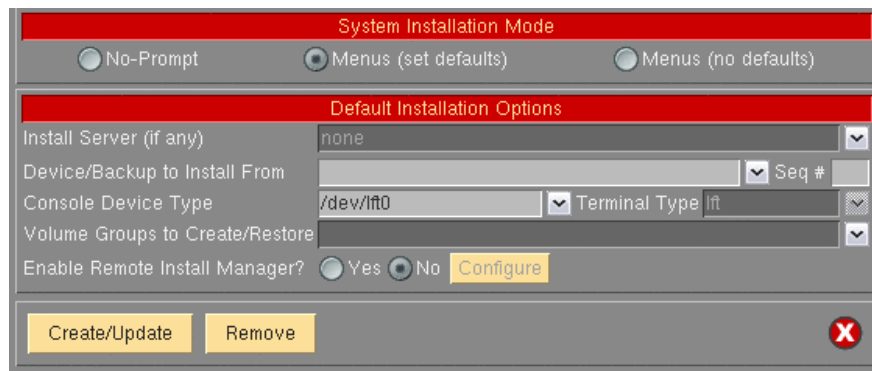 System Installation Mode
No-Prompt Menus (set defaults) Menus (no defaults)
Default Installation Options
Install Server (if any) none
Device/Backup to Install From Seq #
Console Device Type /dev/lft0 Terminal Type lft
Volume Groups to Create/Restore
Enable Remote Install Manager? Yes No Configure
Create/Update Remove